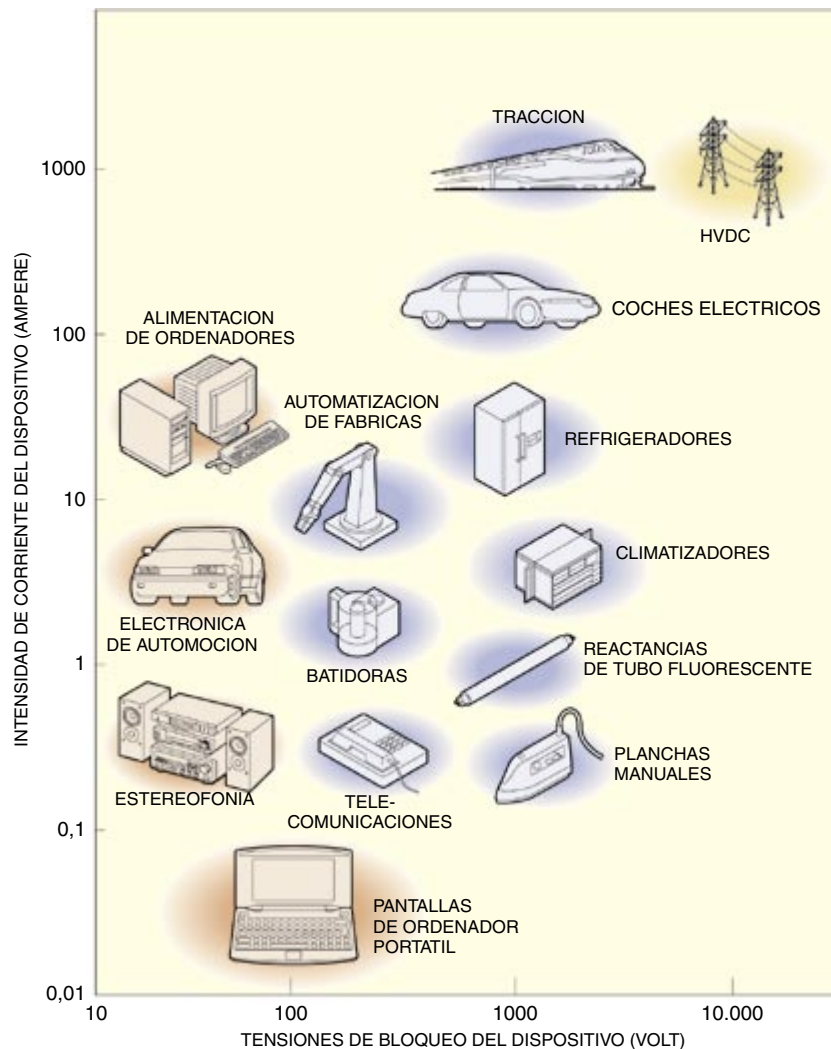 TRACCION
1000
HVDC
COCHES ELECTRICOS
100
ALIMENTACION
DE ORDENADORES
AUTOMATIZACION
DE FABRICAS
REFRIGERADORES
10
CLIMATIZADORES
ELECTRONICA
DE AUTOMOCION
BATIDORAS
REACTANCIAS
DE TUBO FLUORESCENTE
1
PLANCHAS
MANUALES
ESTEREOFONIA
TELE-
COMUNICACIONES
0,1
PANTALLAS
DE ORDENADOR
PORTATIL
0,01
10
100
1000
10.000
INTENSIDAD DE CORRIENTE DEL DISPOSITIVO (AMPERE)
TENSIONES DE BLOQUEO DEL DISPOSITIVO (VOLT)